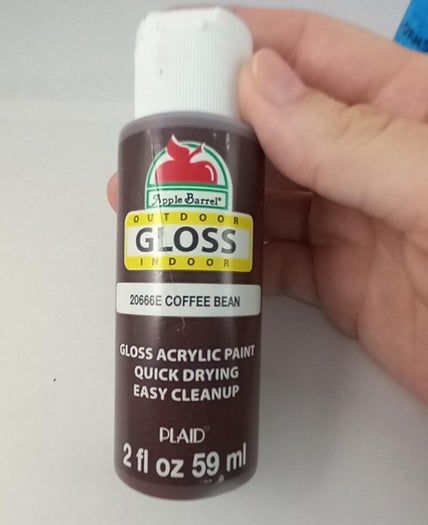 Apple Barrel®
OUTDOOR
GLOSS
INDOOR
20666E COFFEE BEAN
GLOSS ACRYLIC PAINT
QUICK DRYING
EASY CLEANUP
PLAID®
2 fl oz 59 ml